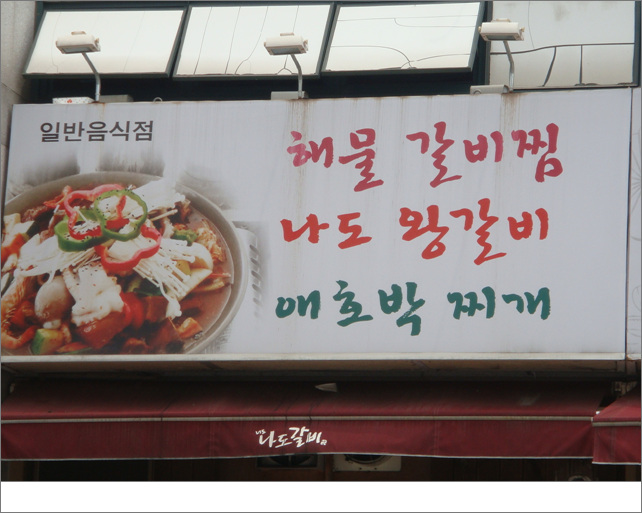 일반음식점
해물 갈비찜
나도 왕갈비
애호박 찌개
나도갈비